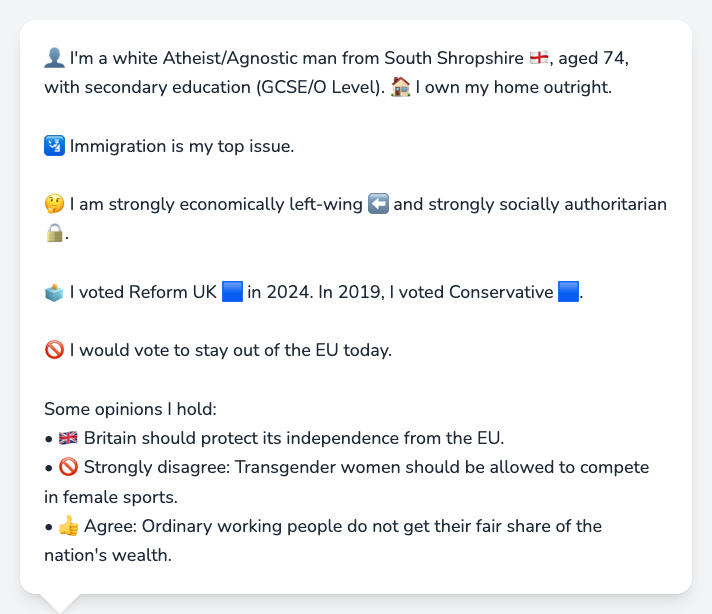 👤 I'm a white Atheist/Agnostic man from South Shropshire 🏴󠁧󠁢󠁥󠁮󠁧󠁿, aged 74,
with secondary education (GCSE/O Level). 🏠 I own my home outright.
🛂 Immigration is my top issue.
🤔 I am strongly economically left-wing ⬅️ and strongly socially authoritarian
🔒.
🗳️ I voted Reform UK 🟦 in 2024. In 2019, I voted Conservative 🟦.
🚫 I would vote to stay out of the EU today.
Some opinions I hold:
• 🇬🇧 Britain should protect its independence from the EU.
• 🚫 Strongly disagree: Transgender women should be allowed to compete
in female sports.
• 👍 Agree: Ordinary working people do not get their fair share of the
nation's wealth.